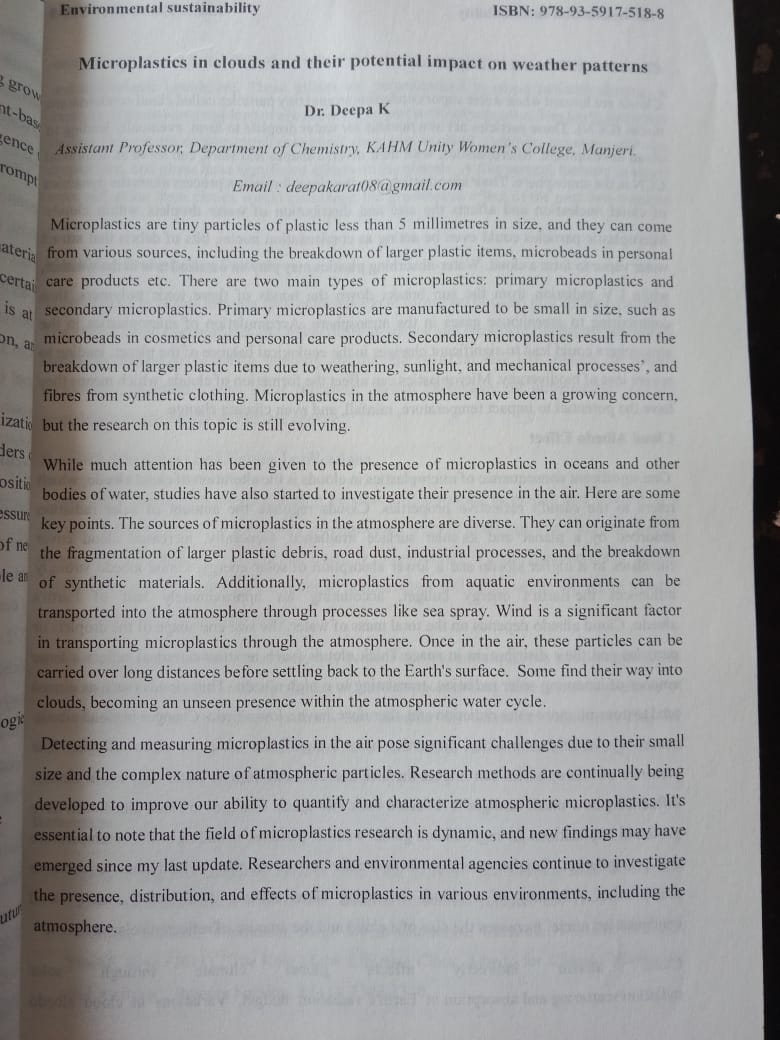 Environmental sustainability ISBN: 978-93-5917-518-8
Microplastics in clouds and their potential impact on weather patterns
Dr. Deepa K
Assistant Professor, Department of Chemistry, KAHM Unity Women's College, Manjeri.
Email : deepakarat08@gmail.com
Microplastics are tiny particles of plastic less than 5 millimetres in size, and they can come
from various sources, including the breakdown of larger plastic items, microbeads in personal
care products etc. There are two main types of microplastics: primary microplastics and
secondary microplastics. Primary microplastics are manufactured to be small in size, such as
microbeads in cosmetics and personal care products. Secondary microplastics result from the
breakdown of larger plastic items due to weathering, sunlight, and mechanical processes', and
fibres from synthetic clothing. Microplastics in the atmosphere have been a growing concern,
but the research on this topic is still evolving.
While much attention has been given to the presence of microplastics in oceans and other
bodies of water, studies have also started to investigate their presence in the air. Here are some
key points. The sources of microplastics in the atmosphere are diverse. They can originate from
the fragmentation of larger plastic debris, road dust, industrial processes, and the breakdown
of synthetic materials. Additionally, microplastics from aquatic environments can be
transported into the atmosphere through processes like sea spray. Wind is a significant factor
in transporting microplastics through the atmosphere. Once in the air, these particles can be
carried over long distances before settling back to the Earth's surface. Some find their way into
clouds, becoming an unseen presence within the atmospheric water cycle.
Detecting and measuring microplastics in the air pose significant challenges due to their small
size and the complex nature of atmospheric particles. Research methods are continually being
developed to improve our ability to quantify and characterize atmospheric microplastics. It's
essential to note that the field of microplastics research is dynamic, and new findings may have
emerged since my last update. Researchers and environmental agencies continue to investigate
the presence, distribution, and effects of microplastics in various environments, including the
atmosphere.